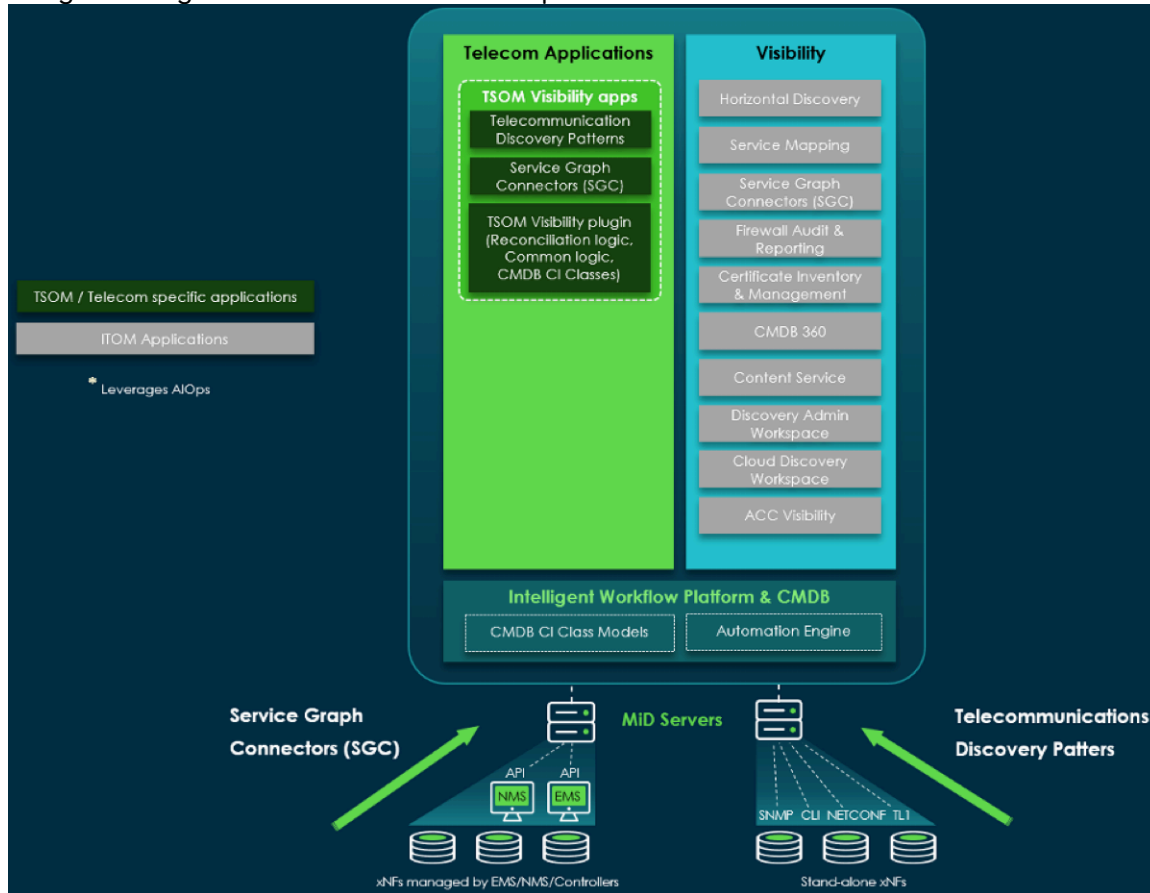 Telecom Applications
TSOM Visibility apps
Telecommunication
Discovery Patterns
Service Graph
Connectors (SGC)
TSOM Visibility plugin
(Reconciliation logic,
Common logic,
CMDB CI Classes)
Visibility
Horizontal Discovery
Service Mapping
Service Graph
Connectors (SGC)
Firewall Audit &
Reporting
Certificate Inventory
& Management
CMDB 360
Content Service
Discovery Admin
Workspace
Cloud Discovery
Workspace
ACC Visibility
TSOM / Telecom specific applications
ITOM Applications
* Leverages AIOps
Intelligent Workflow Platform & CMDB
CMDB CI Class Models
Automation Engine
Service Graph
Connectors (SGC)
MiD Servers
Telecommunications
Discovery Patters
API API
NMS EMS
SNMP CLI NETCONF TL1
xNFs managed by EMS/NMS/Controllers
Stand-alone xNFs